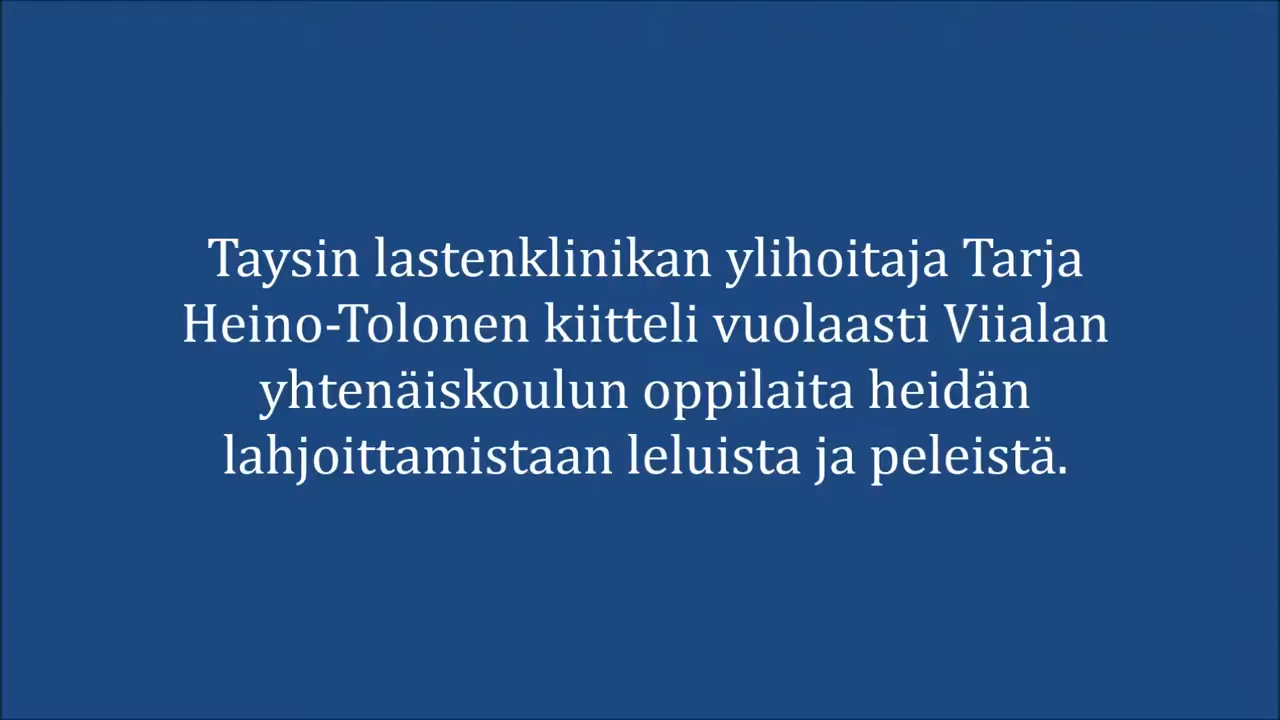 Taysin lastenklinikan ylihoitaja Tarja
Heino-Tolonen kiitteli vuolaasti Viialan
yhtenäiskoulun oppilaita heidän
lahjoittamistaan leluista ja peleistä.